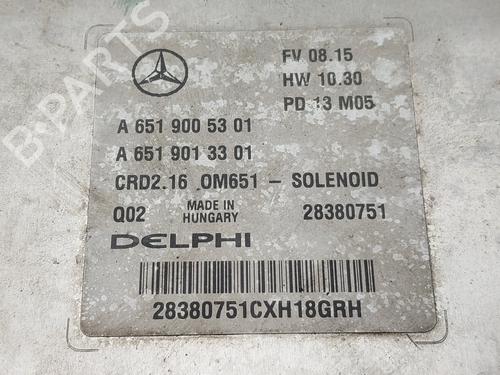 B-PARTS
FV 08.15
HW 10.30
PD 13 M05
A 651 900 53 01
A 651 901 33 01
CRD2.16 OM651 - SOLENOID
Q02 MADE IN HUNGARY 28380751
DELPHI
28380751CXH18GRH